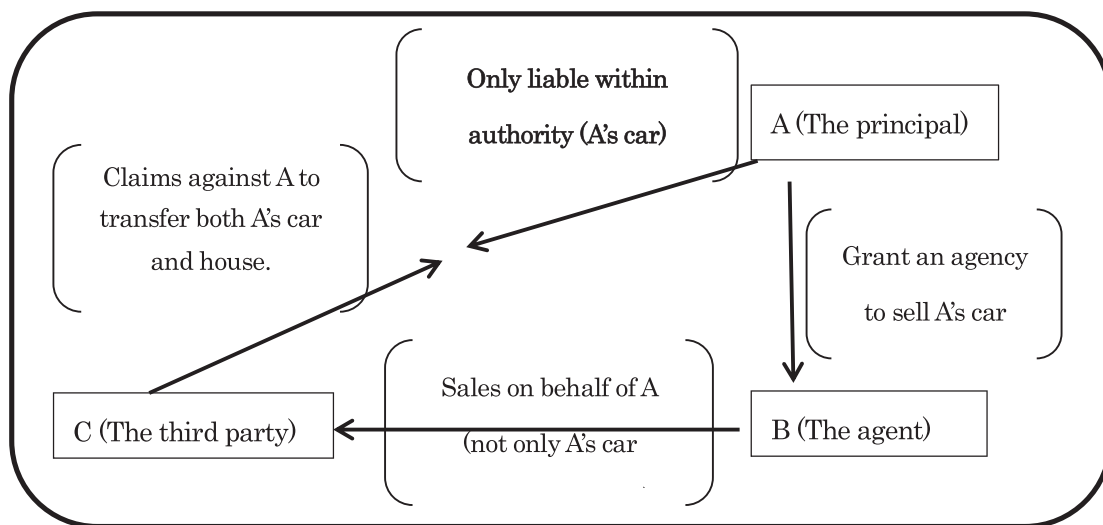 Only liable within
authority (A's car)
A (The principal)
Claims against A to
transfer both A's car
and house.
Grant an agency
to sell A's car
Sales on behalf of A
(not only A's car
C (The third party)
B (The agent)